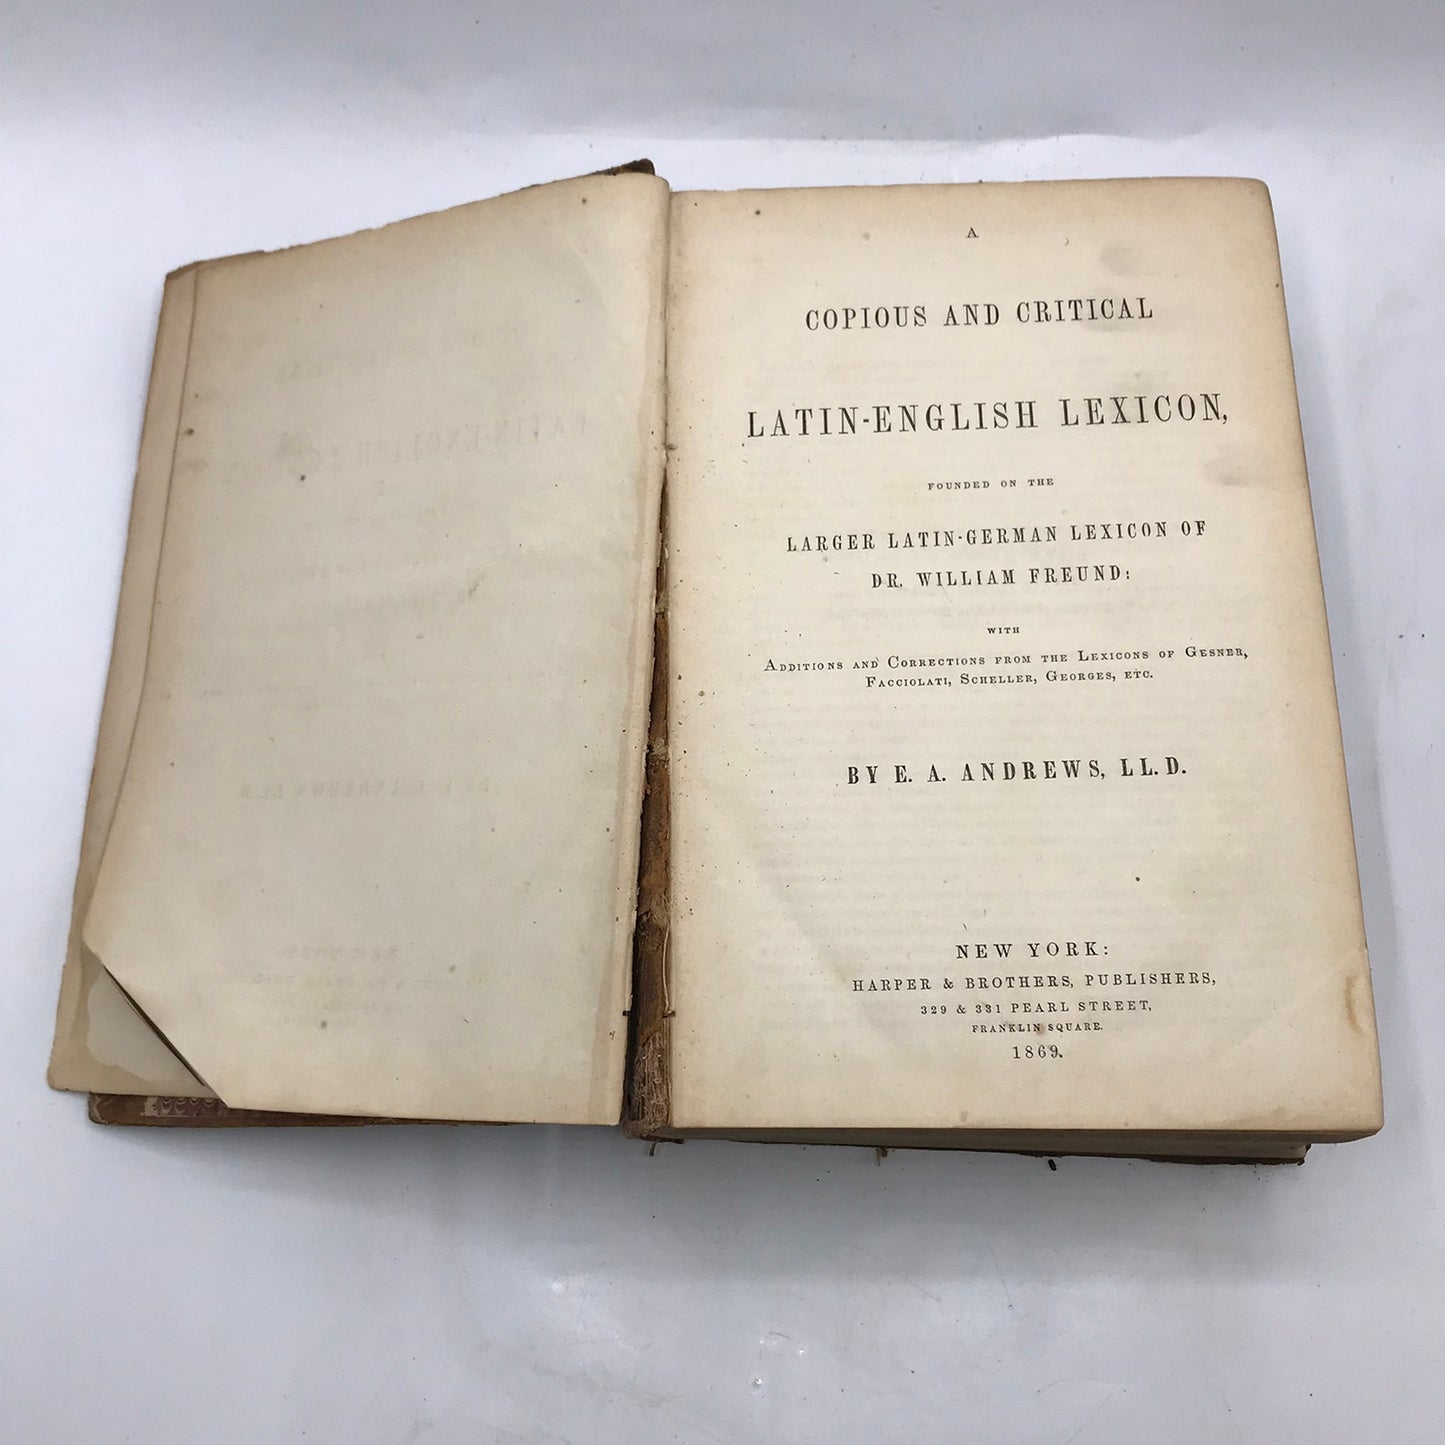 A
COPIOUS AND CRITICAL
LATIN-ENGLISH LEXICON,
FOUNDED ON THE
LARGER LATIN-GERMAN LEXICON OF
DR. WILLIAM FREUND:
WITH
ADDITIONS AND CORRECTIONS FROM THE LEXICONS OF GESNER,
FACCIOLATI, SCHELLER, GEORGES, ETC.
BY E. A. ANDREWS, LL.D.
NEW YORK:
HARPER & BROTHERS, PUBLISHERS,
329 & 331 PEARL STREET,
FRANKLIN SQUARE.
1869.